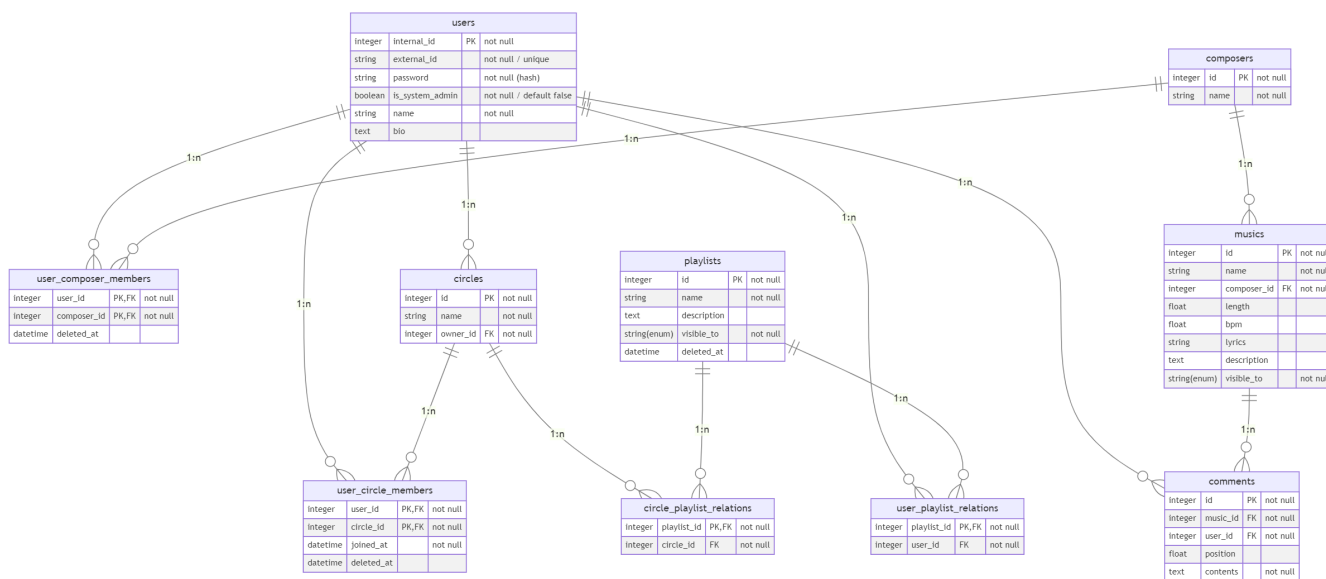 users
integer internal_id PK not null
string external_id not null / unique
string password not null (hash)
boolean is_system_admin not null / default false
string name not null
text bio
composers
integer id PK not null
string name not null
1:n
1:n
1:n
1:n
1:n
1:n
1:n
user_composer_members
integer user_id PK,FK not null
integer composer_id PK,FK not null
datetime deleted_at
circles
integer id PK not null
string name not null
integer owner_id FK not null
playlists
integer id PK not null
string name not null
text description
string(enum) visible_to not null
datetime deleted_at
musics
integer id PK not nu
string name not nu
integer composer_id FK not nu
float length
float bpm
string lyrics
text description
string(enum) visible_to not nu
1:n
1:n
1:n
1:n
1:n
user_circle_members
integer user_id PK,FK not null
integer circle_id PK,FK not null
datetime joined_at not null
datetime deleted_at
circle_playlist_relations
integer playlist_id PK,FK not null
integer circle_id FK not null
user_playlist_relations
integer playlist_id PK,FK not null
integer user_id FK not null
comments
integer id PK not null
integer music_id FK not null
integer user_id FK not null
float position
text contents not null